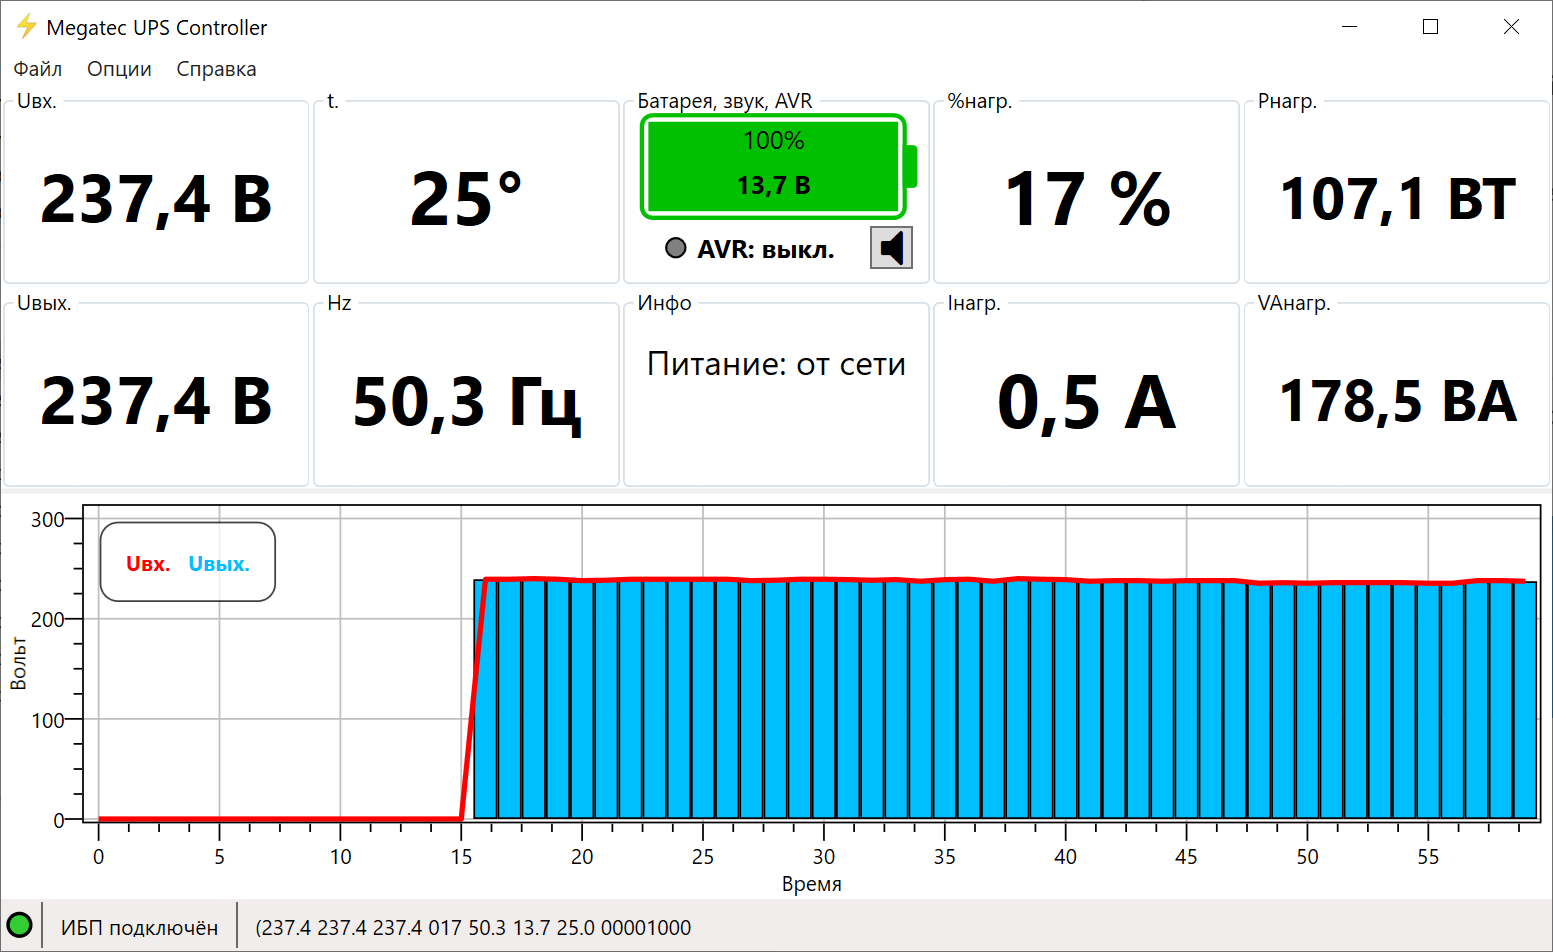 Megatec UPS Controller
Файл Опции Справка
Uвх.
237,4 В
t.
25°
Батарея, звук, AVR
100%
13,7 В
AVR: выкл.
%нагр.
17 %
Pнагр.
107,1 ВТ
Uвых.
237,4 В
Hz
50,3 Гц
Инфо
Питание: от сети
Iнагр.
0,5 А
VAнагр.
178,5 ВА
Uвх. Uвых.
300
200
100
0
Вольт
0 5 10 15 20 25 30 35 40 45 50 55
Время
ИБП подключён
(237.4 237.4 237.4 017 50.3 13.7 25.0 00001000